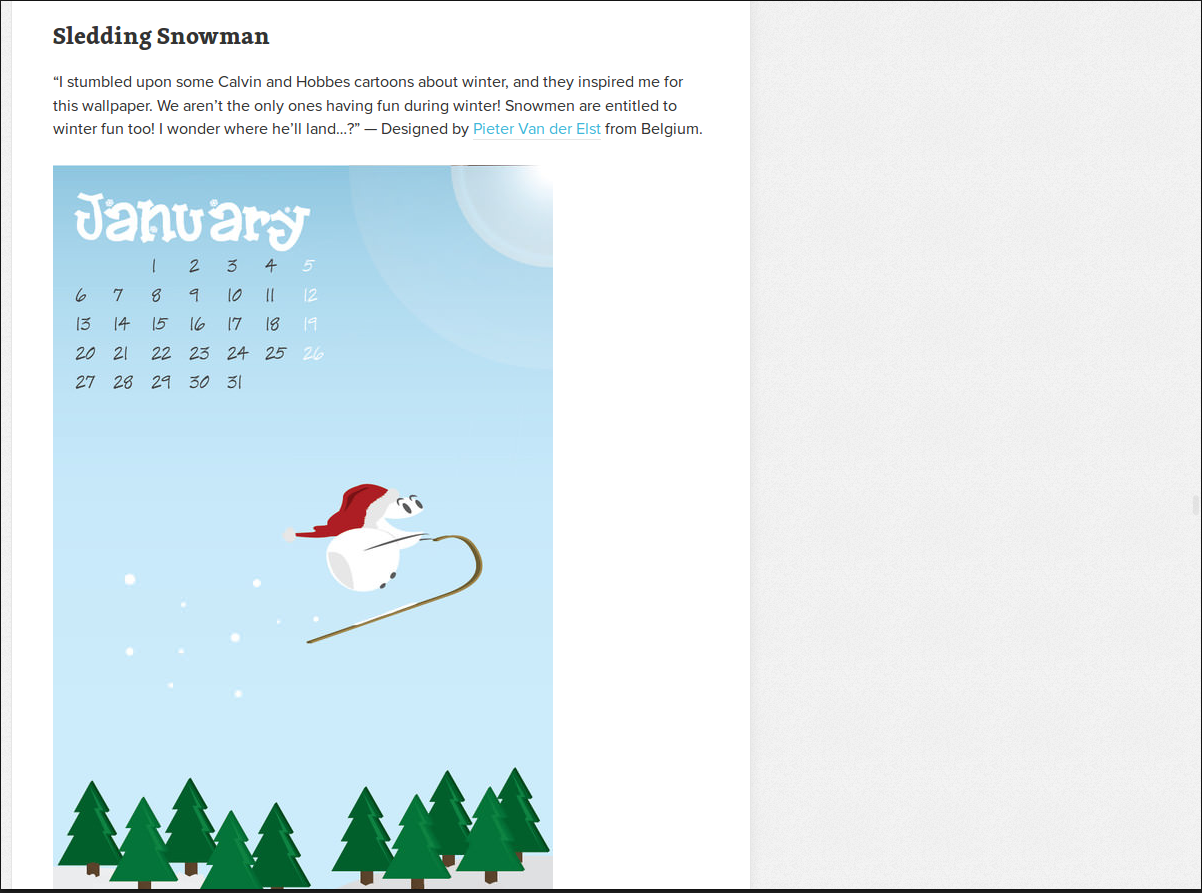 Sledding Snowman
“I stumbled upon some Calvin and Hobbes cartoons about winter, and they inspired me for
this wallpaper. We aren’t the only ones having fun during winter! Snowmen are entitled to
winter fun too! I wonder where he’ll land…?” — Designed by Pieter Van der Elst from Belgium.
January
1 2 3 4 5
6 7 8 9 10 11 12
13 14 15 16 17 18 19
20 21 22 23 24 25 26
27 28 29 30 31